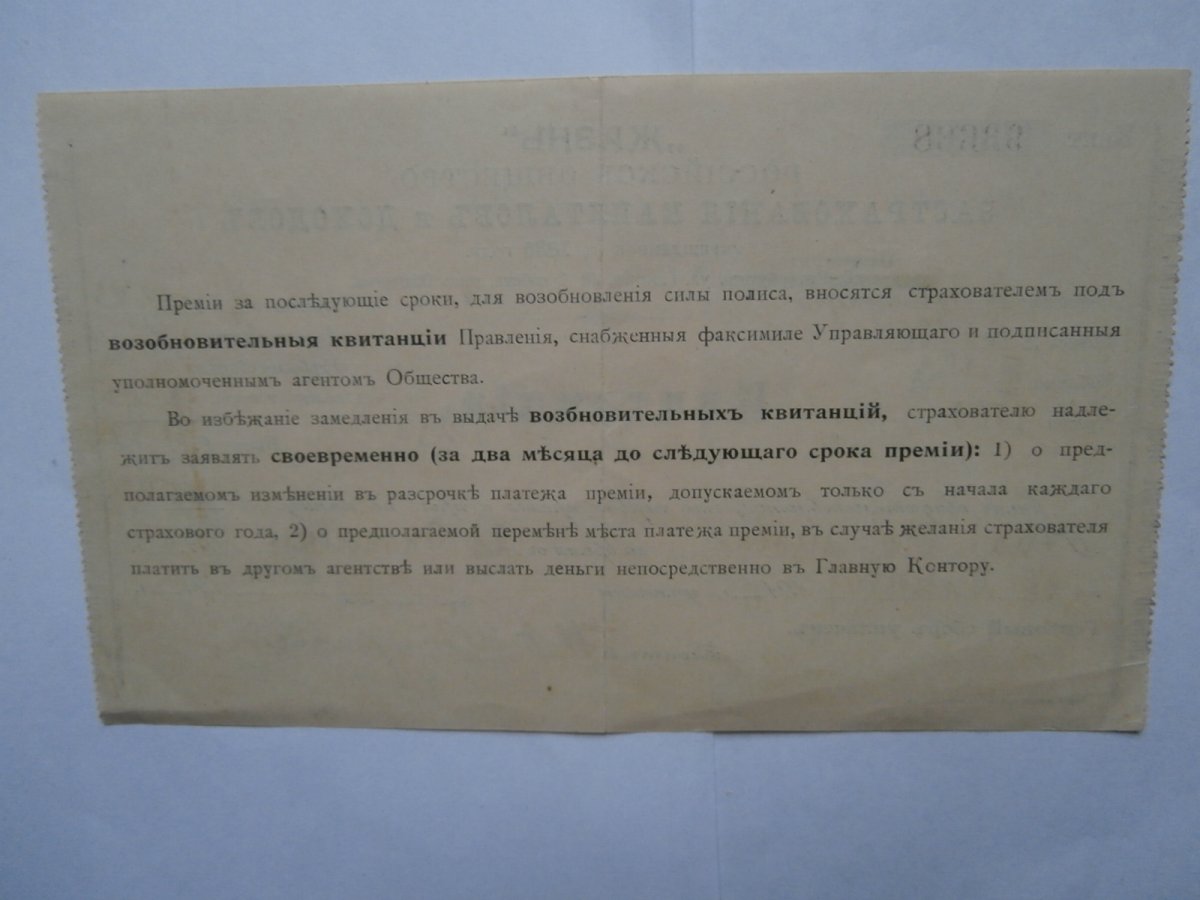 Преміи за послѣдующіе сроки, для возобновленія силы полиса, вносятся страхователемъ подъ
возобновительныя квитанціи Правленія, снабженныя факсимиле Управляющаго и подписанныя
уполномоченнымъ агентомъ Общества.
Во избѣжаніе замедленія въ выдачѣ возбновительныхъ квитанцій, страхователю надле-
житъ заявлять своевременно (за два мѣсяца до слѣдующаго срока преміи): 1) о пред-
полагаемомъ измѣненіи въ разсрочкѣ платежа преміи, допускаемомъ только съ начала каждаго
страхового года, 2) о предполагаемой перемѣнѣ мѣста платежа преміи, въ случаѣ желанія страхователя
платить въ другомъ агентствѣ или выслать деньги непосредственно въ Главную Контору.